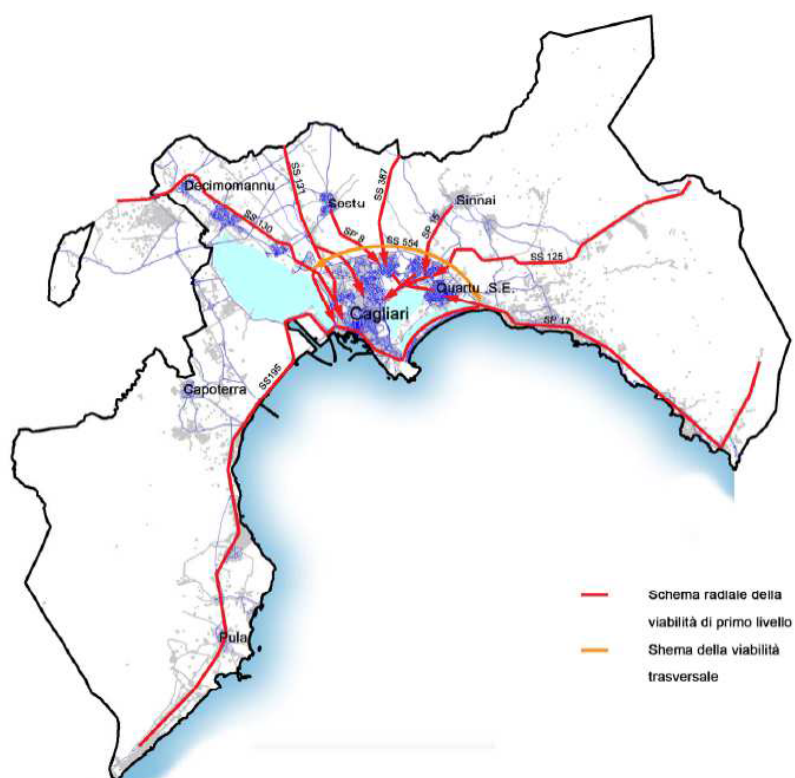 Decimomannu
SS 131
SS 387
Sestu
Sinnai
SS 130
SP 8
SS 554
SP 15
SS 125
Quartu .S.E.
Cagliari
SP 17
SS195
Capoterra
Pula
Schema radiale della
viabilità di primo livello
Shema della viabilità
trasversale